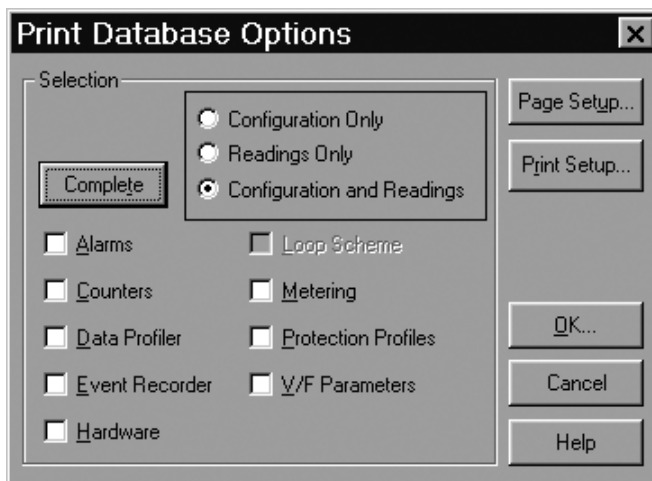 Print Database Options
Selection
Configuration Only
Readings Only
Configuration and Readings
Complete
Alarms
Loop Scheme
Counters
Metering
Data Profiler
Protection Profiles
Event Recorder
V/F Parameters
Hardware
Page Setup...
Print Setup...
OK...
Cancel
Help